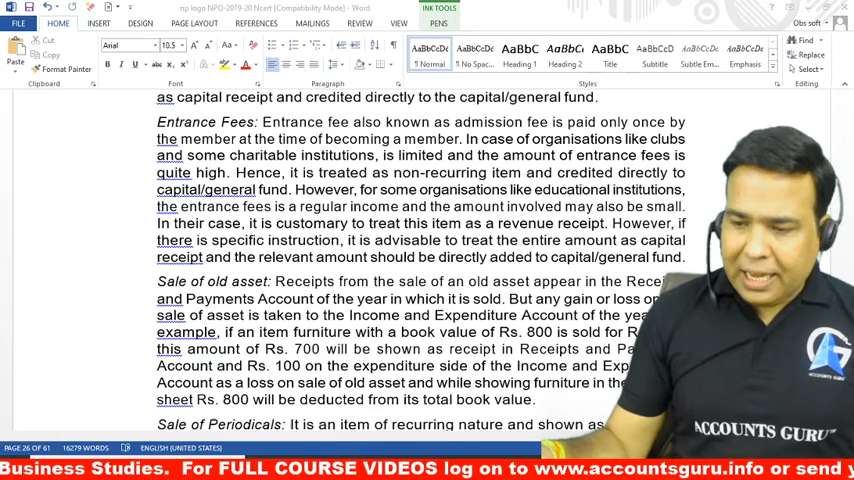 np logo NPO-2019-20 Ncert [Compatibility Mode] - Word
INK TOOLS
FILE HOME INSERT DESIGN PAGE LAYOUT REFERENCES MAILINGS REVIEW VIEW PENS
Obs soft
Cut
Copy
Format Painter
Paste
Clipboard
Arial 10.5
Font
Paragraph
AaBbCcDc AaBbCcDc AaBbC AaBbCc AaBbC AaBbCcD AaBbCcDc AaBbCcDc
¶ Normal ¶ No Spac... Heading 1 Heading 2 ¶ Title Subtitle Subtle Em... Emphasis
Styles
Find
Replace
Select
Editing
as capital receipt and credited directly to the capital/general fund.
Entrance Fees: Entrance fee also known as admission fee is paid only once by
the member at the time of becoming a member. In case of organisations like clubs
and some charitable institutions, is limited and the amount of entrance fees is
quite high. Hence, it is treated as non-recurring item and credited directly to
capital/general fund. However, for some organisations like educational institutions,
the entrance fees is a regular income and the amount involved may also be small.
In their case, it is customary to treat this item as a revenue receipt. However, if
there is specific instruction, it is advisable to treat the entire amount as capital
receipt and the relevant amount should be directly added to capital/general fund.
Sale of old asset: Receipts from the sale of an old asset appear in the Rece
and Payments Account of the year in which it is sold. But any gain or loss on
sale of asset is taken to the Income and Expenditure Account of the yea
example, if an item furniture with a book value of Rs. 800 is sold for R
this amount of Rs. 700 will be shown as receipt in Receipts and Pa
Account and Rs. 100 on the expenditure side of the Income and Exp
Account as a loss on sale of old asset and while showing furniture in the
sheet Rs. 800 will be deducted from its total book value.
Sale of Periodicals: It is an item of recurring nature and shown as
ACCOUNTS GURU
ACCOUNTS GURU
PAGE 26 OF 61 16279 WORDS ENGLISH (UNITED STATES)
Business Studies. For FULL COURSE VIDEOS log on to www.accountsguru.info or send y